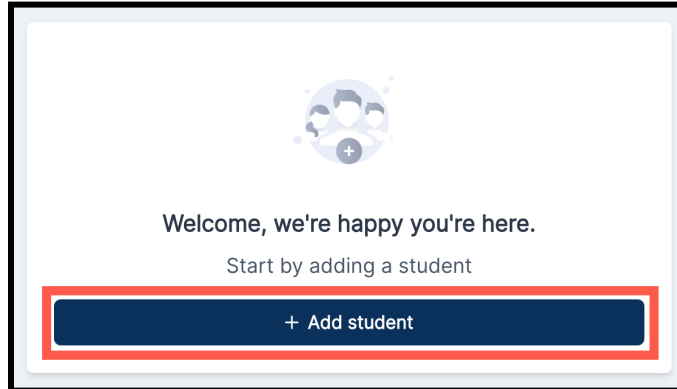 Welcome, we're happy you're here.
Start by adding a student
+ Add student